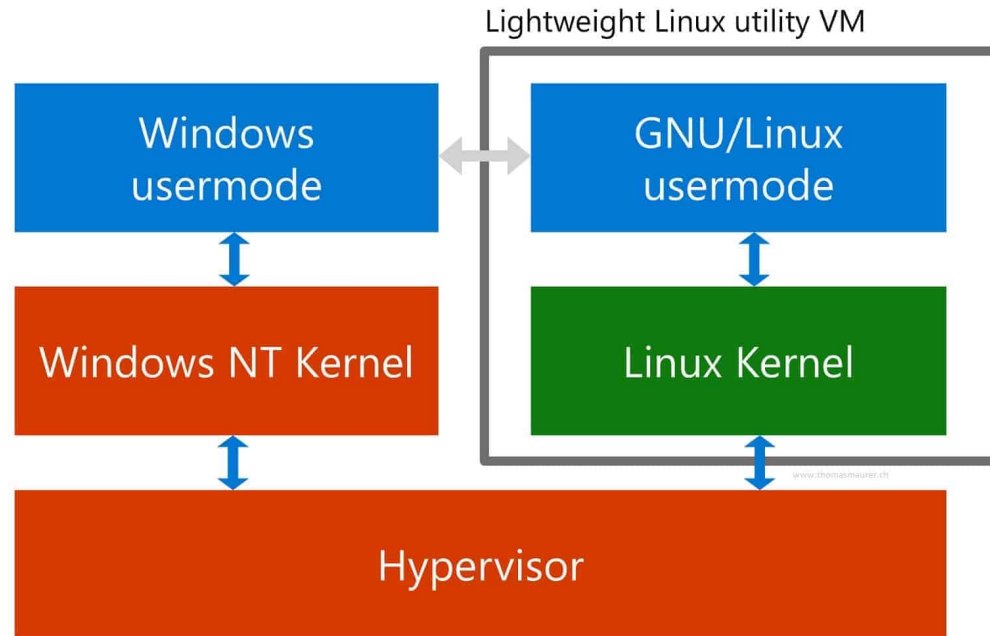 Lightweight Linux utility VM
Windows
usermode
GNU/Linux
usermode
Windows NT Kernel
Linux Kernel
www.thomasmaurer.ch
Hypervisor